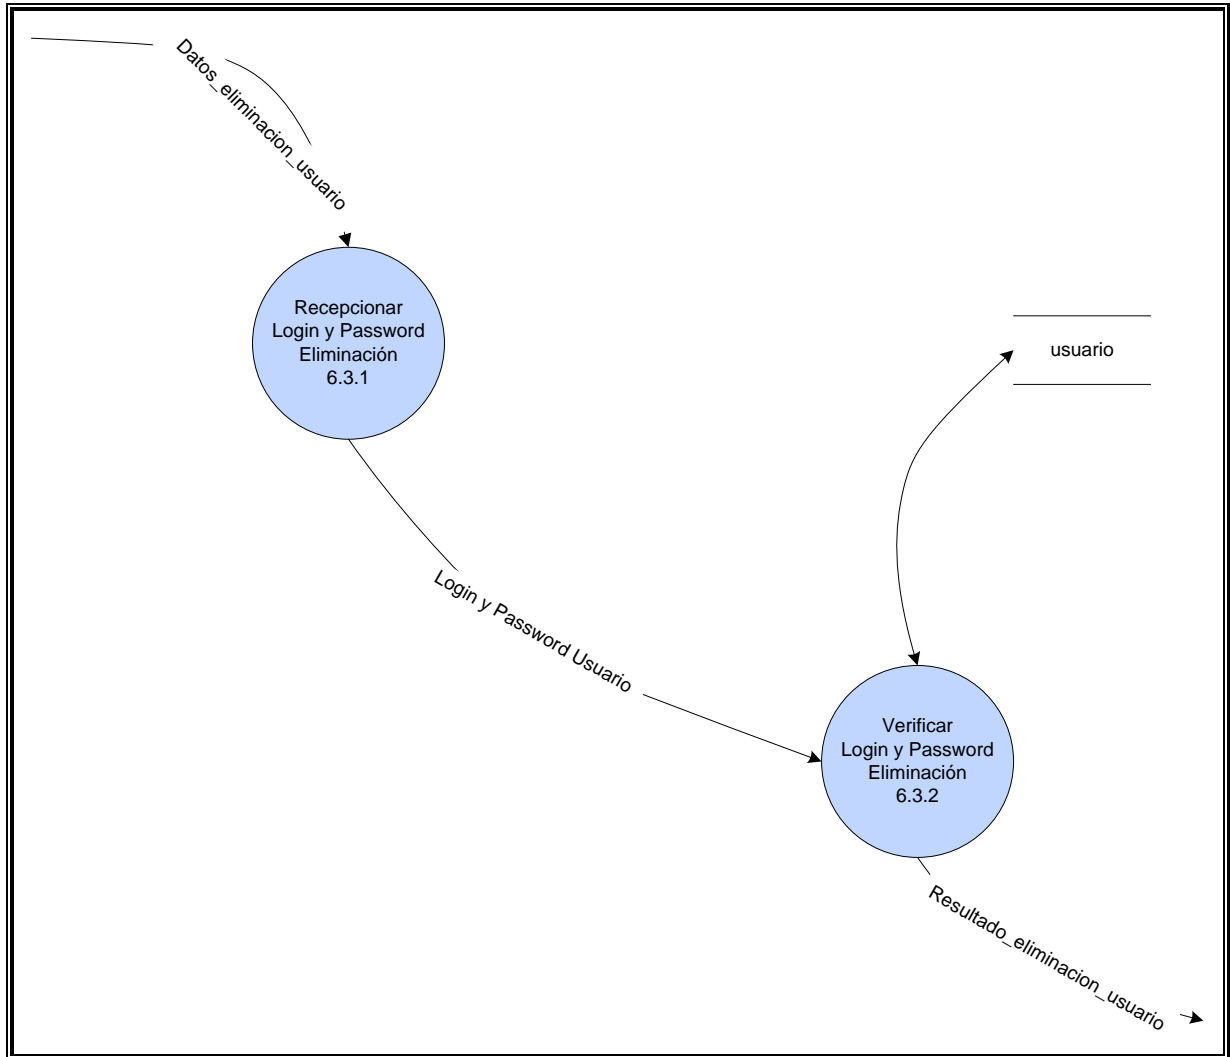 Datos_eliminacion_usuario
Recepcionar
Login y Password
Eliminación
6.3.1
usuario
Login y Password Usuario
Verificar
Login y Password
Eliminación
6.3.2
Resultado_eliminacion_usuario